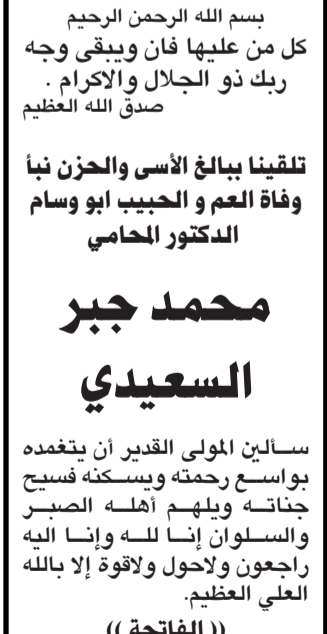 بسم الله الرحمن الرحيم
كل من عليها فان ويبقى وجه
ربك ذو الجلال والاكرام .
صدق الله العظيم
تلقينا ببالغ الأسى والحزن نبأ
وفاة العم و الحبيب ابو وسام
الدكتور المحامي
محمد جبر
السعيدي
سألين المولى القدير أن يتغمده
بواسع رحمته ويسكنه فسيح
جناته ويلهم أهله الصبر
والسلوان إنا لله وإنا اليه
راجعون ولاحول ولاقوة إلا بالله
العلي العظيم.
(( الفاتحة ))